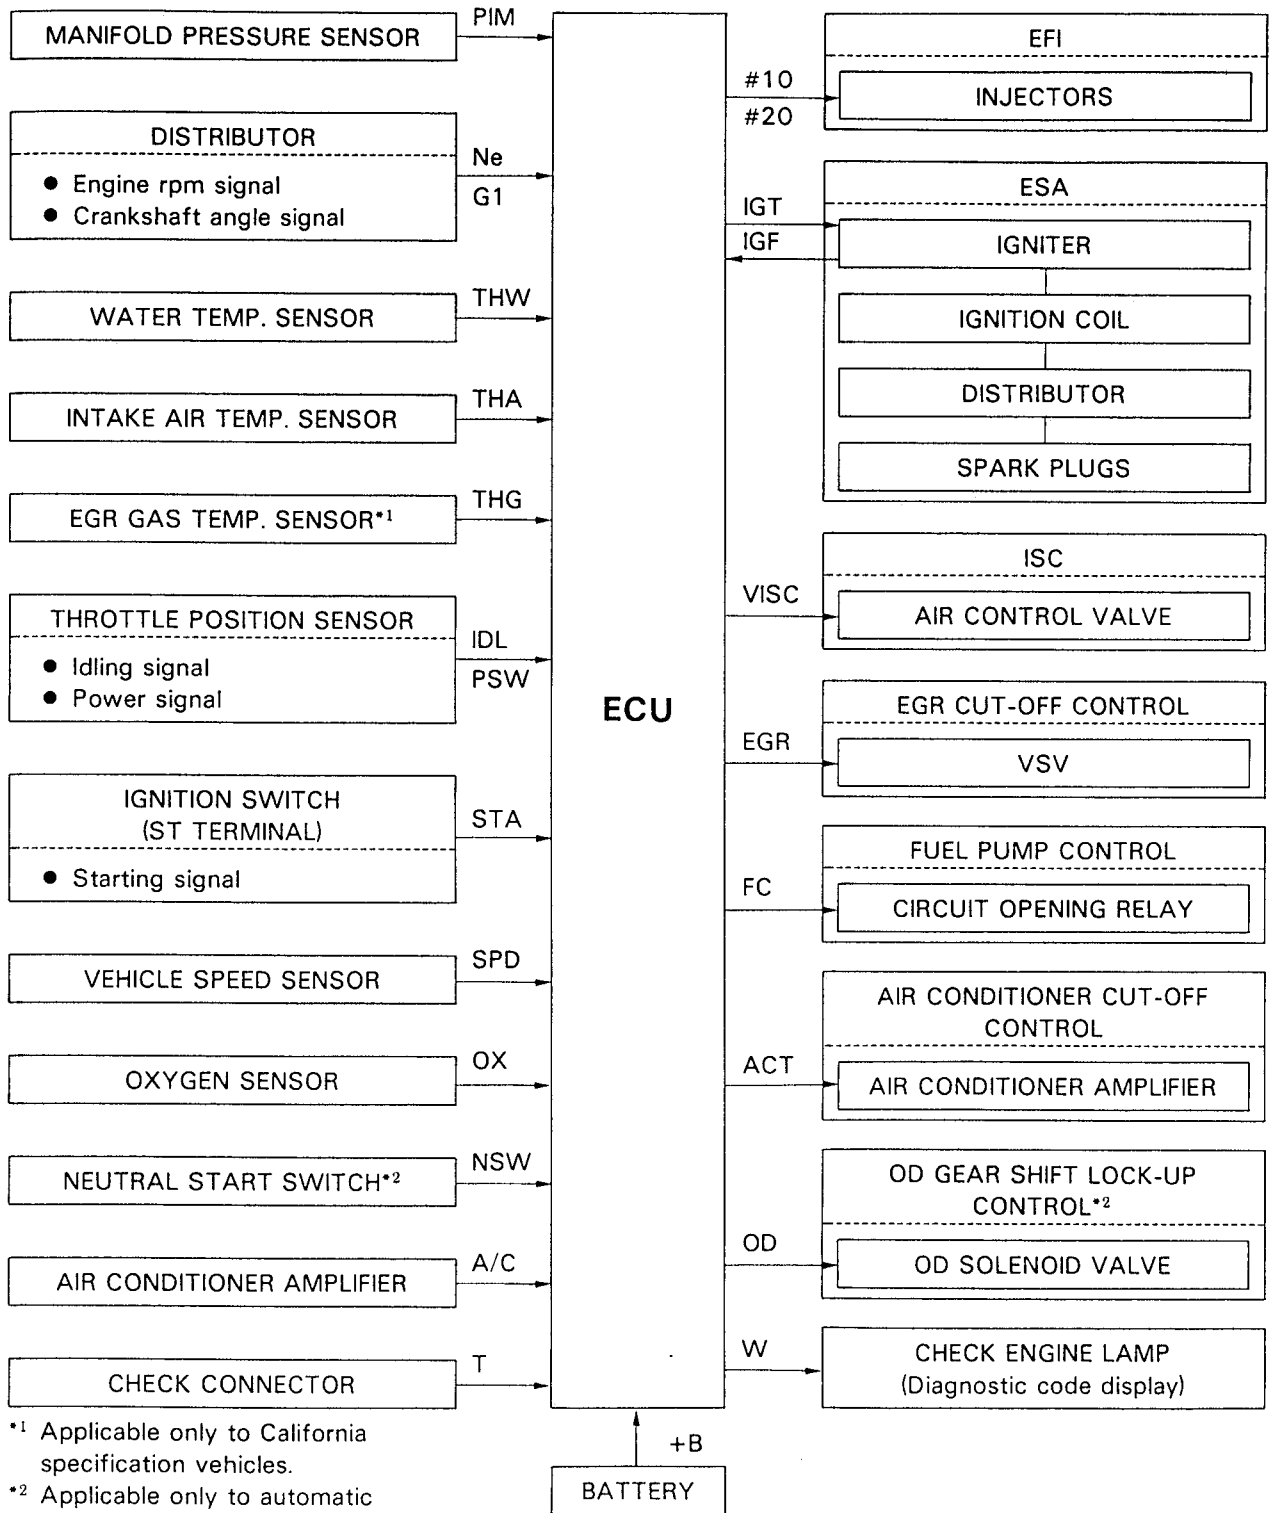 MANIFOLD PRESSURE SENSOR
PIM
DISTRIBUTOR
● Engine rpm signal
● Crankshaft angle signal
Ne
G1
WATER TEMP. SENSOR
THW
INTAKE AIR TEMP. SENSOR
THA
EGR GAS TEMP. SENSOR*1
THG
THROTTLE POSITION SENSOR
● Idling signal
● Power signal
IDL
PSW
IGNITION SWITCH
(ST TERMINAL)
● Starting signal
STA
VEHICLE SPEED SENSOR
SPD
OXYGEN SENSOR
OX
NEUTRAL START SWITCH*2
NSW
AIR CONDITIONER AMPLIFIER
A/C
CHECK CONNECTOR
T
*1 Applicable only to California
specification vehicles.
*2 Applicable only to automatic
ECU
+B
BATTERY
#10
#20
EFI
INJECTORS
IGT
IGF
ESA
IGNITER
IGNITION COIL
DISTRIBUTOR
SPARK PLUGS
VISC
ISC
AIR CONTROL VALVE
EGR
EGR CUT-OFF CONTROL
VSV
FC
FUEL PUMP CONTROL
CIRCUIT OPENING RELAY
ACT
AIR CONDITIONER CUT-OFF
CONTROL
AIR CONDITIONER AMPLIFIER
OD
OD GEAR SHIFT LOCK-UP
CONTROL*2
OD SOLENOID VALVE
W
CHECK ENGINE LAMP
(Diagnostic code display)